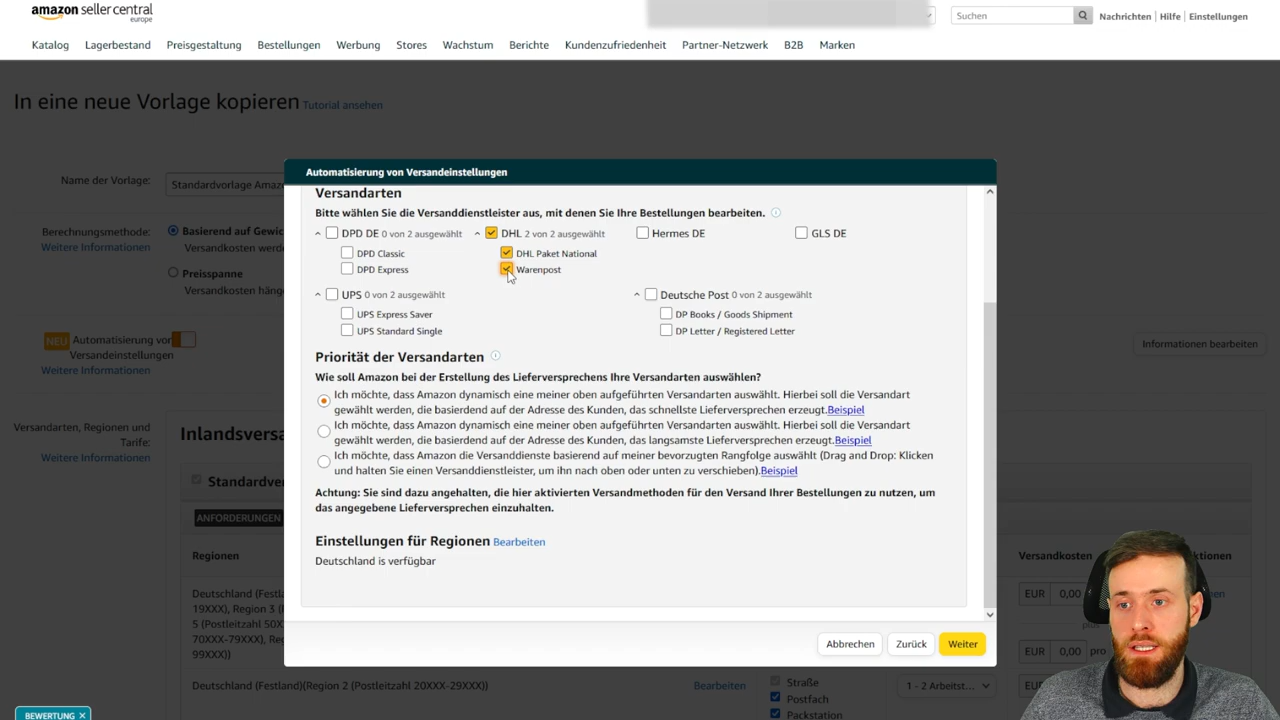 amazon seller central
europe
Suchen
Nachrichten | Hilfe | Einstellungen
Katalog Lagerbestand Preisgestaltung Bestellungen Werbung Stores Wachstum Berichte Kundenzufriedenheit Partner-Netzwerk B2B Marken
In eine neue Vorlage kopieren Tutorial ansehen
Name der Vorlage: Standardvorlage Amaz
Berechnungsmethode: Basierend auf Gewic
Weitere Informationen Versandkosten werde
Preisspanne
Versandkosten häng
NEU Automatisierung von
Versandeinstellungen
Weitere Informationen
Informationen bearbeiten
Versandarten, Regionen und
Tarife:
Weitere Informationen
Inlandsversa
Standardver
ANFORDERUNGEN
Regionen
Versandkosten
Deutschland (Festla
19XXX), Region 3 (
5 (Postleitzahl 50X
70XXX-79XXX), Reg
99XXX))
EUR 0,00
plus
EUR 0,00 pro
Deutschland (Festland)(Region 2 (Postleitzahl 20XXX-29XXX)) Bearbeiten
Straße
Postfach
Packstation
1 - 2 Arbeitst...
EUR
Automatisierung von Versandeinstellungen
Versandarten
Bitte wählen Sie die Versanddienstleister aus, mit denen Sie Ihre Bestellungen bearbeiten.
DPD DE 0 von 2 ausgewählt DHL 2 von 2 ausgewählt Hermes DE GLS DE
DPD Classic DHL Paket National
DPD Express Warenpost
UPS 0 von 2 ausgewählt Deutsche Post 0 von 2 ausgewählt
UPS Express Saver DP Books / Goods Shipment
UPS Standard Single DP Letter / Registered Letter
Priorität der Versandarten
Wie soll Amazon bei der Erstellung des Lieferversprechens Ihre Versandarten auswählen?
Ich möchte, dass Amazon dynamisch eine meiner oben aufgeführten Versandarten auswählt. Hierbei soll die Versandart
gewählt werden, die basierend auf der Adresse des Kunden, das schnellste Lieferversprechen erzeugt.Beispiel
Ich möchte, dass Amazon dynamisch eine meiner oben aufgeführten Versandarten auswählt. Hierbei soll die Versandart
gewählt werden, die basierend auf der Adresse des Kunden, das langsamste Lieferversprechen erzeugt.Beispiel
Ich möchte, dass Amazon die Versanddienste basierend auf meiner bevorzugten Rangfolge auswählt (Drag and Drop: Klicken
und halten Sie einen Versanddienstleister, um ihn nach oben oder unten zu verschieben).Beispiel
Achtung: Sie sind dazu angehalten, die hier aktivierten Versandmethoden für den Versand Ihrer Bestellungen zu nutzen, um
das angegebene Lieferversprechen einzuhalten.
Einstellungen für Regionen Bearbeiten
Deutschland is verfügbar
Abbrechen Zurück Weiter
BEWERTUNG ×